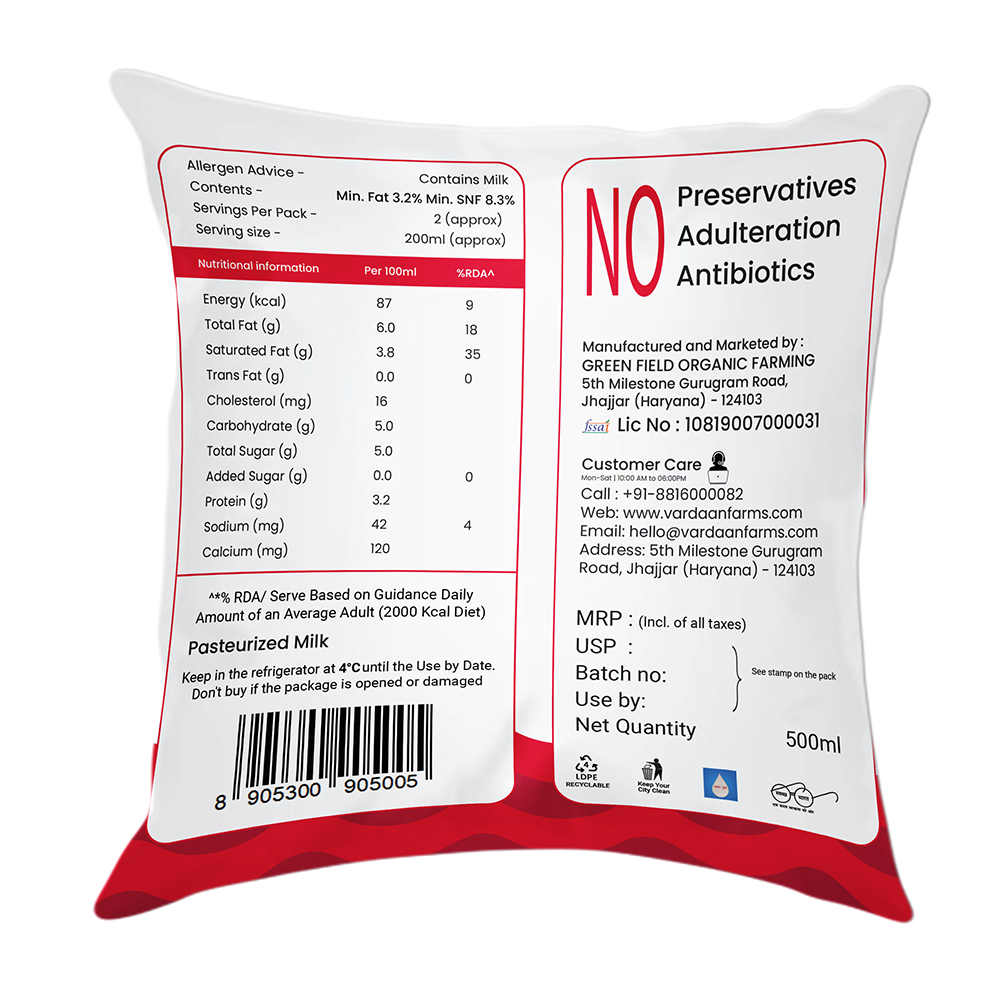 Allergen Advice - Contains Milk
Contents - Min. Fat 3.2% Min. SNF 8.3%
Servings Per Pack - 2 (approx)
Serving size - 200ml (approx)
Nutritional information Per 100ml %RDA^
Energy (kcal) 87 9
Total Fat (g) 6.0 18
Saturated Fat (g) 3.8 35
Trans Fat (g) 0.0 0
Cholesterol (mg) 16
Carbohydrate (g) 5.0
Total Sugar (g) 5.0
Added Sugar (g) 0.0 0
Protein (g) 3.2
Sodium (mg) 42 4
Calcium (mg) 120
^*% RDA/ Serve Based on Guidance Daily
Amount of an Average Adult (2000 Kcal Diet)
Pasteurized Milk
Keep in the refrigerator at 4°C until the Use by Date.
Don't buy if the package is opened or damaged
8 905300 905005
NO Preservatives
Adulteration
Antibiotics
Manufactured and Marketed by :
GREEN FIELD ORGANIC FARMING
5th Milestone Gurugram Road,
Jhajjar (Haryana) - 124103
fssai Lic No : 10819007000031
Customer Care
Mon-Sat | 10:00 AM to 06:00PM
Call : +91-8816000082
Web: www.vardaanfarms.com
Email: hello@vardaanfarms.com
Address: 5th Milestone Gurugram
Road, Jhajjar (Haryana) - 124103
MRP : (Incl. of all taxes)
USP :
Batch no: See stamp on the pack
Use by:
Net Quantity 500ml
4
LDPE
RECYCLABLE
Keep Your
City Clean
स्वच्छ भारत
एक कदम स्वच्छता की ओर